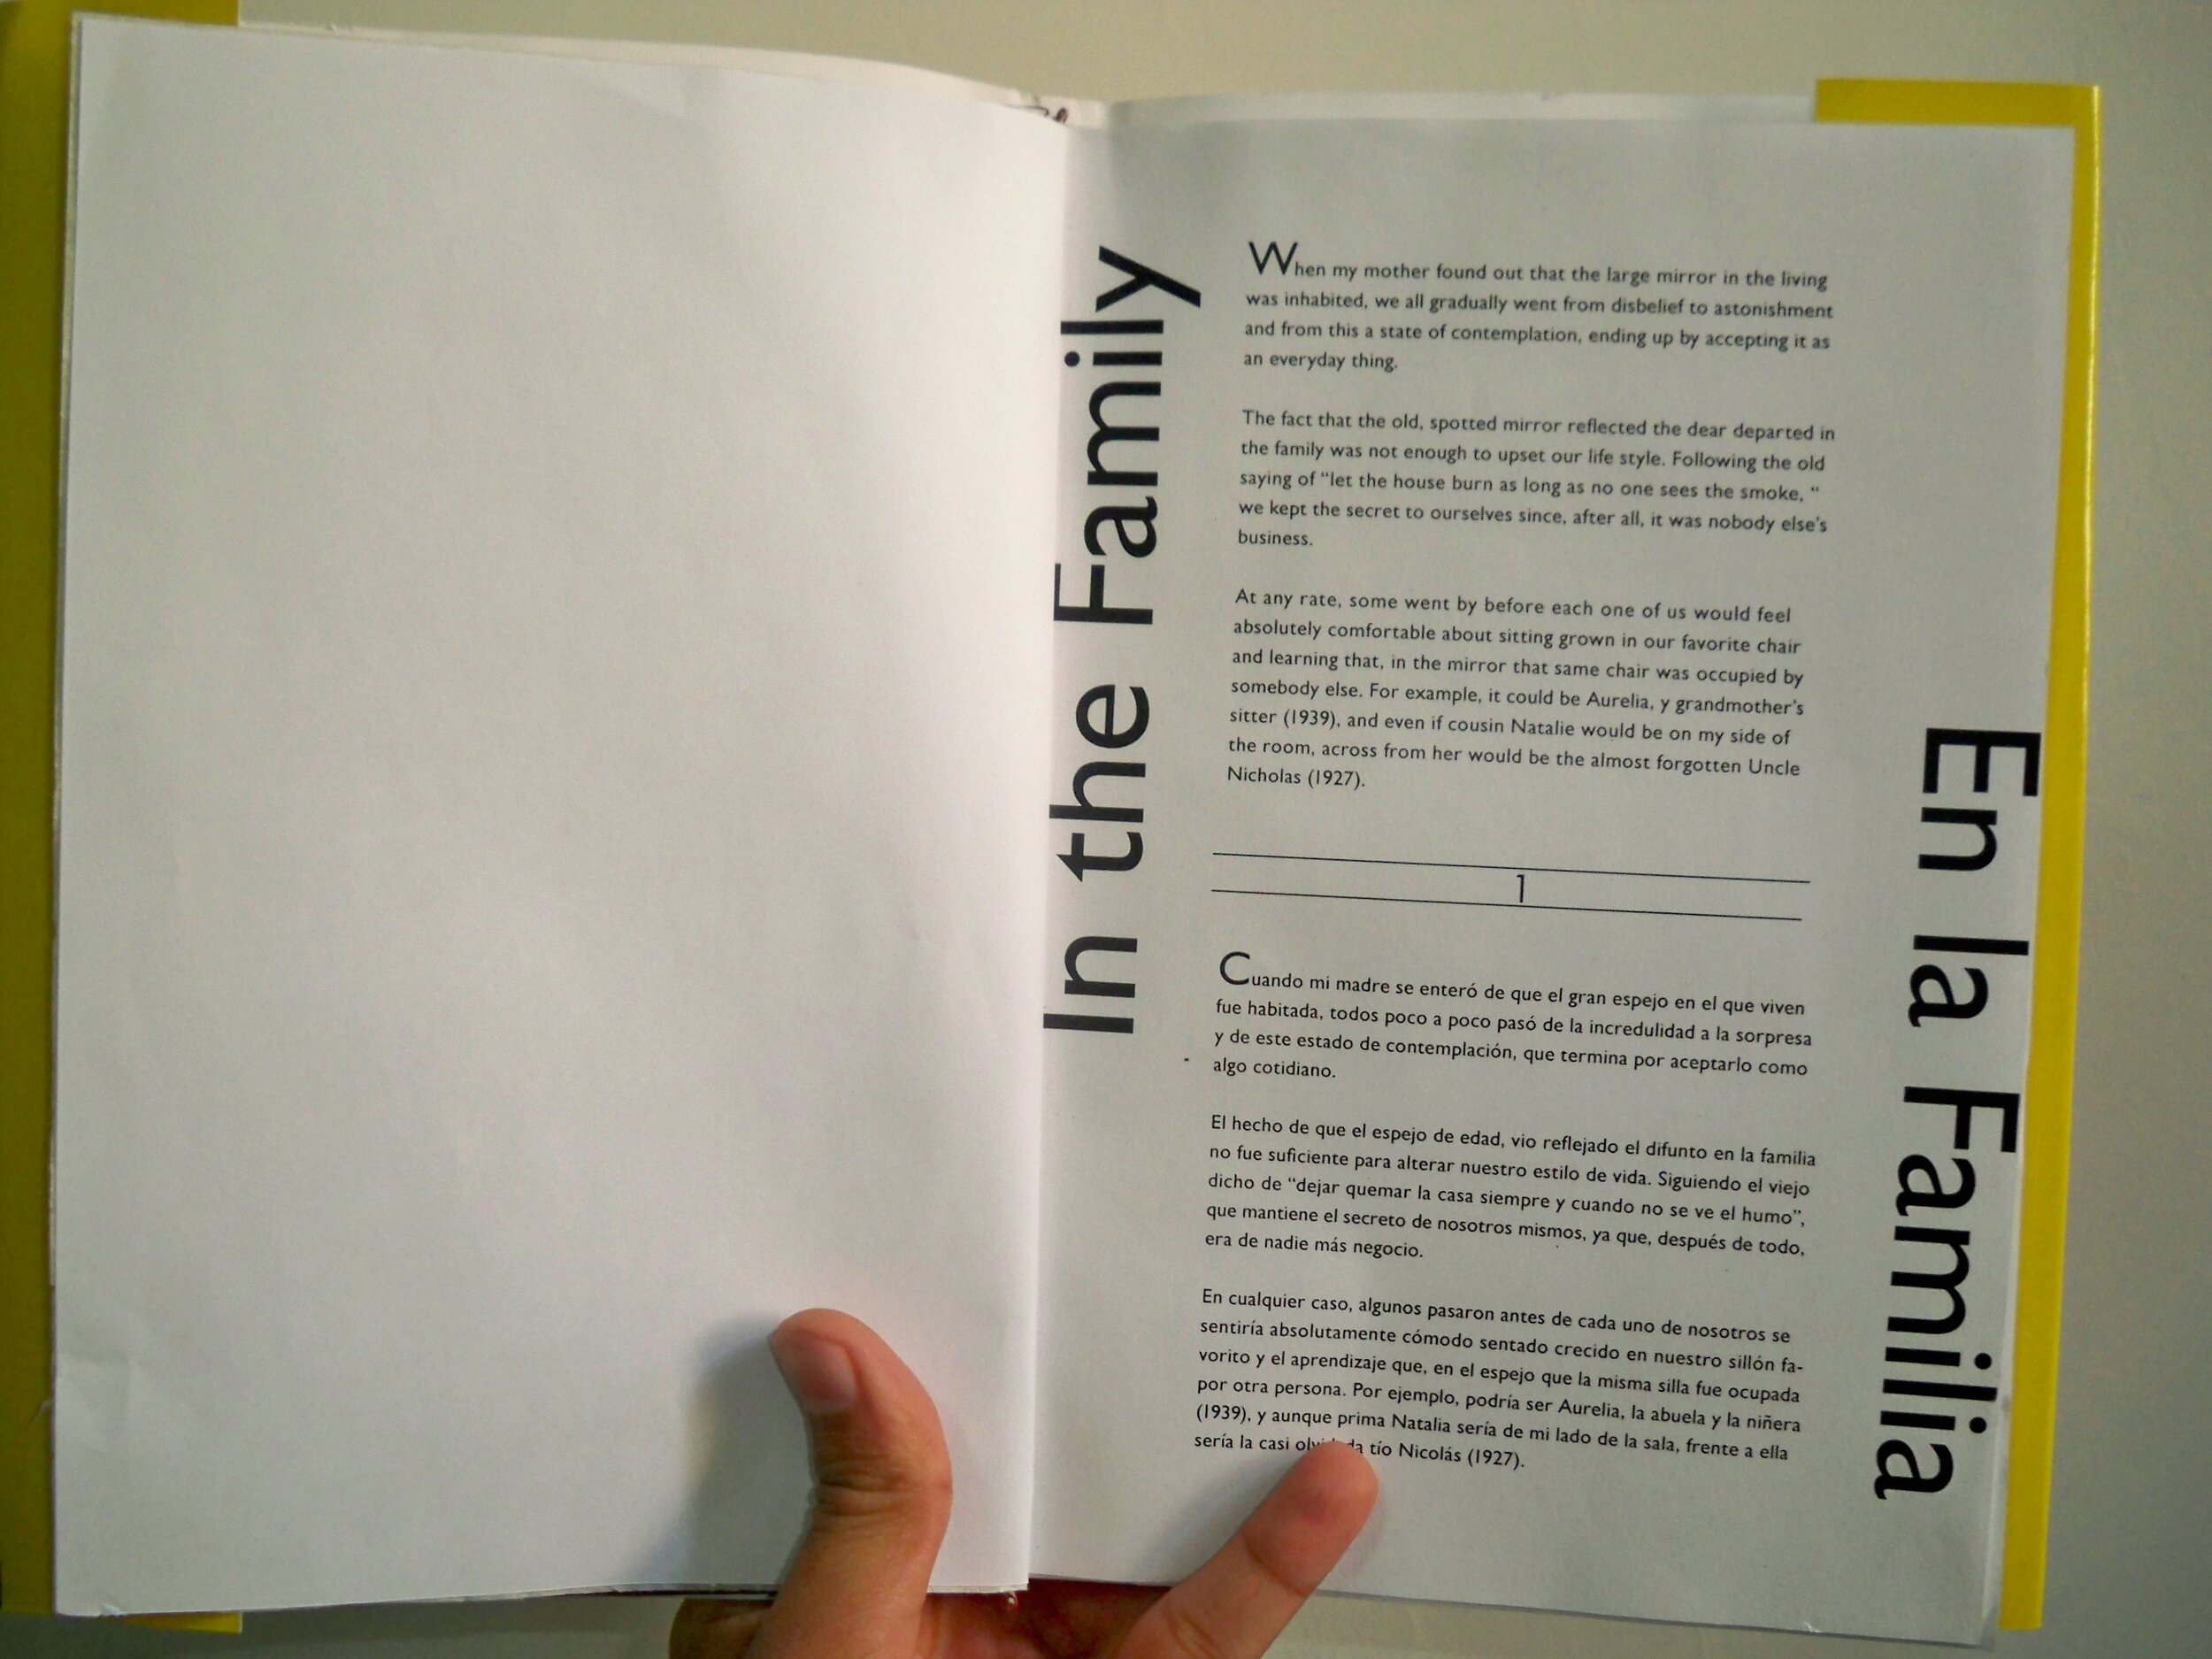 In the Family
When my mother found out that the large mirror in the living
was inhabited, we all gradually went from disbelief to astonishment
and from this a state of contemplation, ending up by accepting it as
an everyday thing.
The fact that the old, spotted mirror reflected the dear departed in
the family was not enough to upset our life style. Following the old
saying of “let the house burn as long as no one sees the smoke, “
we kept the secret to ourselves since, after all, it was nobody else's
business.
At any rate, some went by before each one of us would feel
absolutely comfortable about sitting grown in our favorite chair
and learning that, in the mirror that same chair was occupied by
somebody else. For example, it could be Aurelia, y grandmother's
sitter (1939), and even if cousin Natalie would be on my side of
the room, across from her would be the almost forgotten Uncle
Nicholas (1927).
1
Cuando mi madre se enteró de que el gran espejo en el que viven
fue habitada, todos poco a poco pasó de la incredulidad a la sorpresa
y de este estado de contemplación, que termina por aceptarlo como
algo cotidiano.
El hecho de que el espejo de edad, vio reflejado el difunto en la familia
no fue suficiente para alterar nuestro estilo de vida. Siguiendo el viejo
dicho de “dejar quemar la casa siempre y cuando no se ve el humo”,
que mantiene el secreto de nosotros mismos, ya que, después de todo,
era de nadie más negocio.
En cualquier caso, algunos pasaron antes de cada uno de nosotros se
sentiría absolutamente cómodo sentado crecido en nuestro sillón fa-
vorito y el aprendizaje que, en el espejo que la misma silla fue ocupada
por otra persona. Por ejemplo, podría ser Aurelia, la abuela y la niñera
(1939), y aunque prima Natalia sería de mi lado de la sala, frente a ella
sería la casi tío Nicolás (1927).
En la Familia